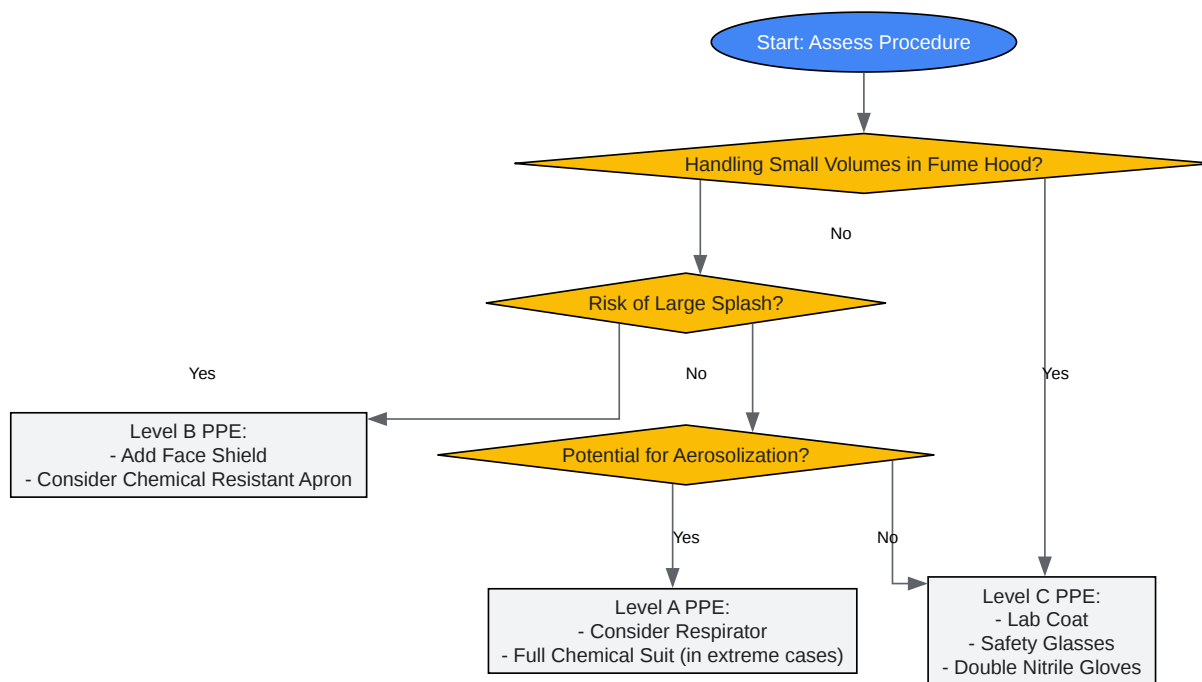 Start: Assess Procedure
Handling Small Volumes in Fume Hood?
No
Risk of Large Splash?
Yes
No
Yes
Level B PPE:
- Add Face Shield
- Consider Chemical Resistant Apron
Potential for Aerosolization?
Yes
No
Level A PPE:
- Consider Respirator
- Full Chemical Suit (in extreme cases)
Level C PPE:
- Lab Coat
- Safety Glasses
- Double Nitrile Gloves